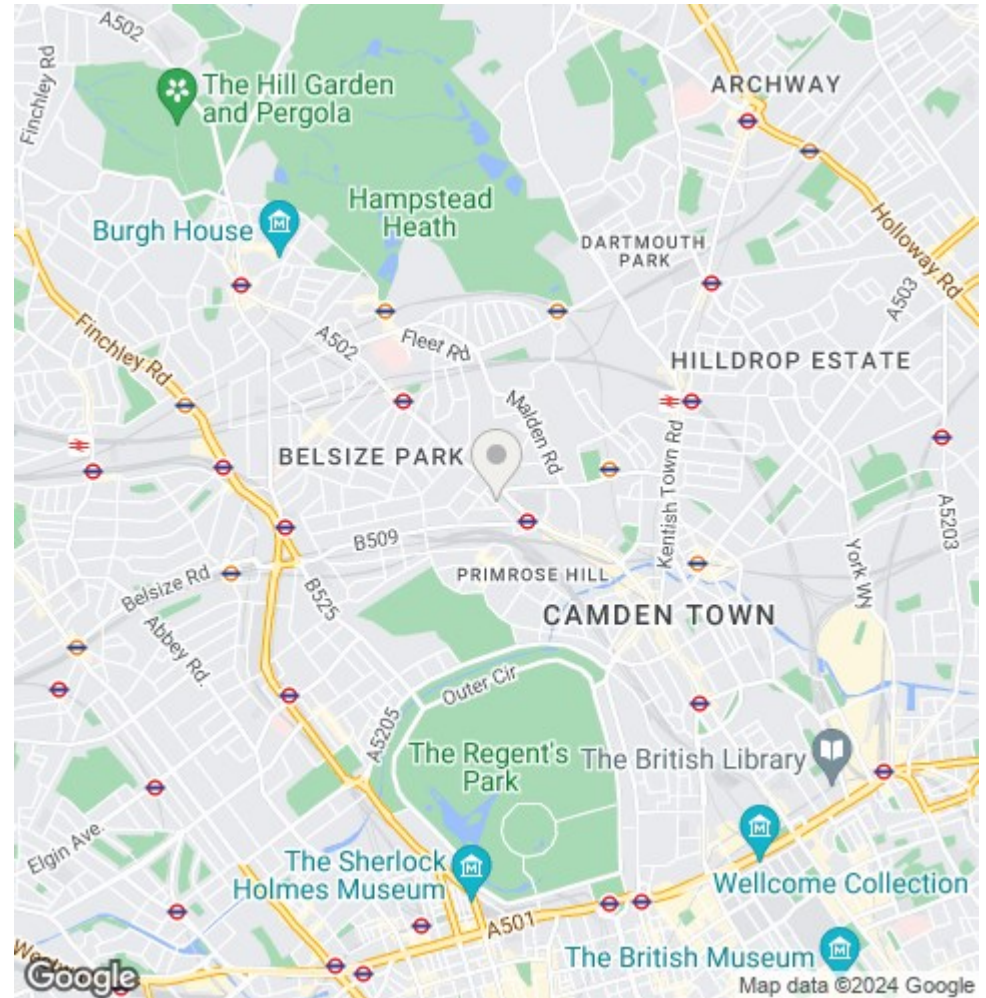 A502
Finchley Rd
The Hill Garden
and Pergola
ARCHWAY
Hampstead
Heath
Burgh House
DARTMOUTH
PARK
Holloway Rd
A503
A502
Fleet Rd
Finchley Rd
HILLDROP ESTATE
Malden Rd
BELSIZE PARK
Kentish Town Rd
A5203
B509
York Wy
Belsize Rd
B525
PRIMROSE HILL
CAMDEN TOWN
Abbey Rd.
Outer Cir
A5205
The Regent's
Park
The British Library
Elgin Ave.
The Sherlock
Holmes Museum
Wellcome Collection
A501
The British Museum
Google
Map data ©2024 Google